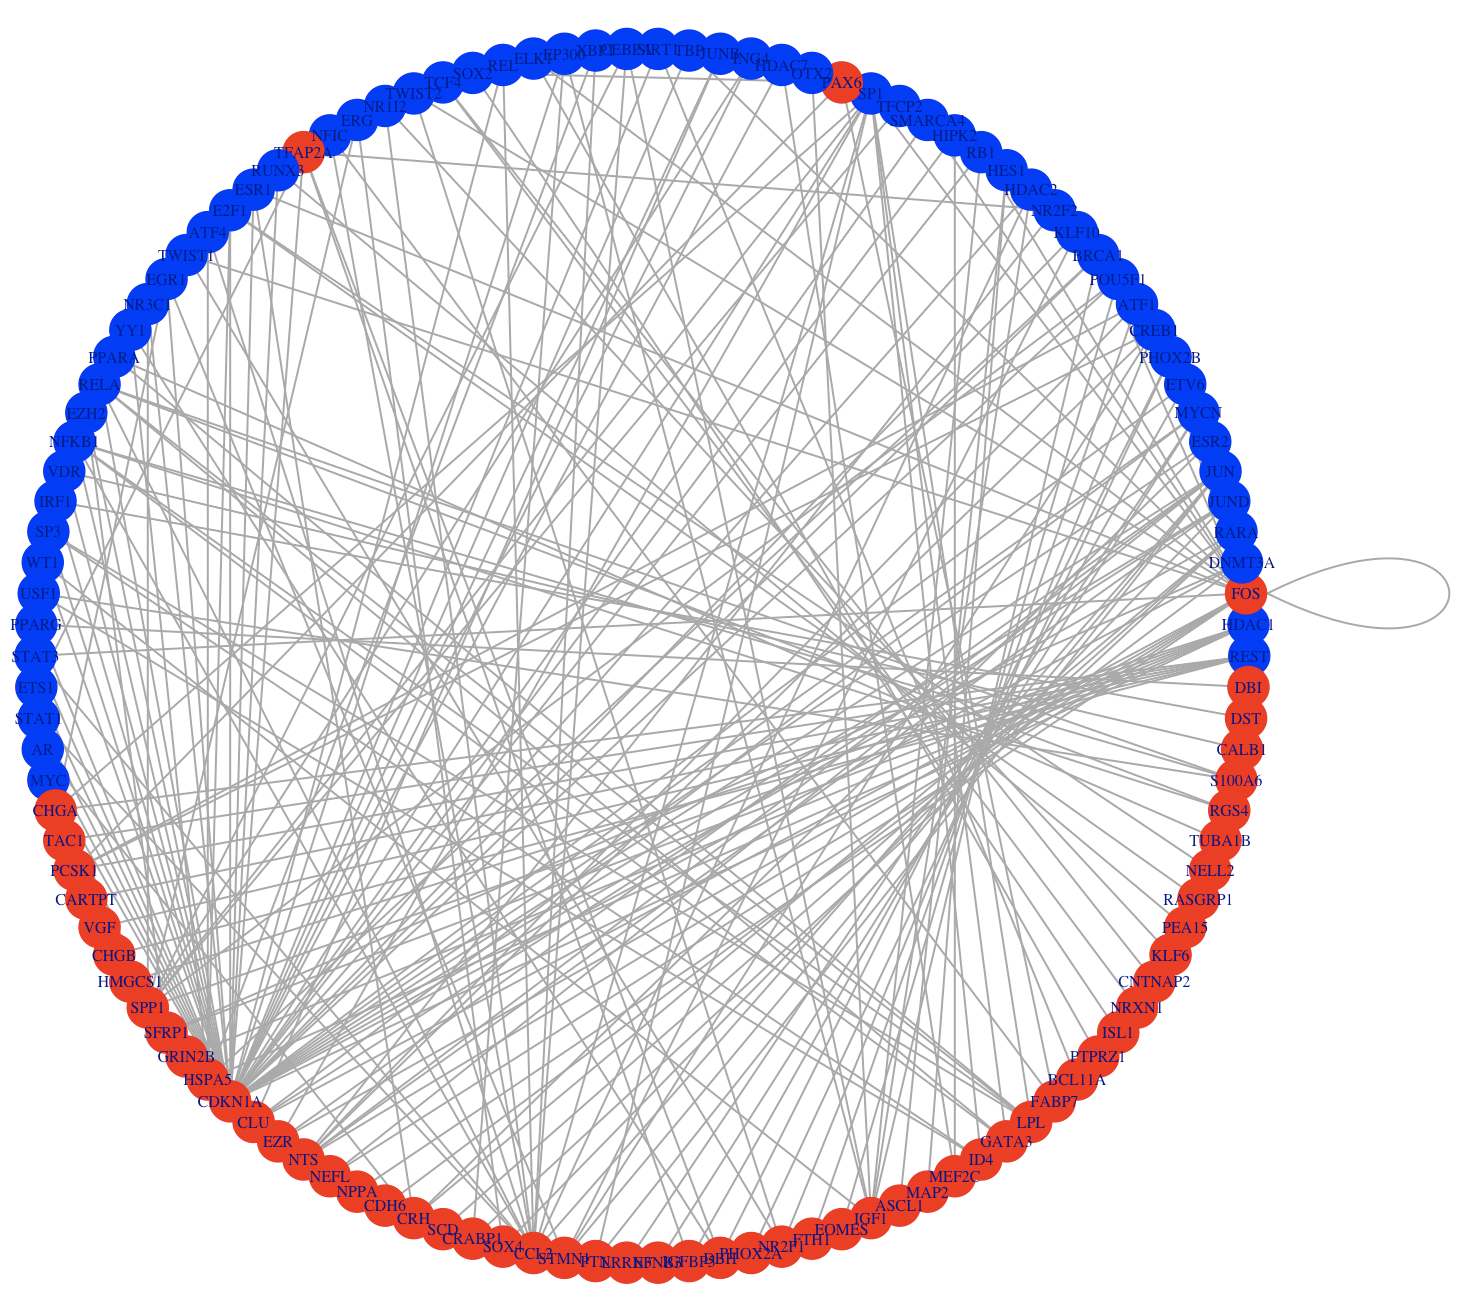 FOS
DNMT3A
RARA
JUND
JUN
ESR2
MYCN
ETV6
PHOX2B
CREB1
ATF1
POU5F1
BRCA1
KLF10
NR2F2
HDAC2
HES1
RB1
HIPK2
SMARCA4
TFCP2
SP1
PAX6
OTX2
HDAC7
ING4
JUNB
TBP
SIRT1
CEBPA
XBP1
EP300
ELK1
REL
SOX2
TCF4
TWIST2
NR1I2
ERG
NFIC
TFAP2A
RUNX3
ESR1
E2F1
ATF4
TWIST1
EGR1
NR3C1
YY1
PPARA
RELA
EZH2
NFKB1
VDR
IRF1
SP3
WT1
USF1
PPARG
STAT3
ETS1
STAT1
AR
MYC
CHGA
TAC1
PCSK1
CARTPT
VGF
CHGB
HMGCS1
SPP1
SFRP1
GRIN2B
HSPA5
CDKN1A
CLU
EZR
NTS
NEFL
NPPA
CDH6
CRH
SCD
CRABP1
SOX4
CCL2
STMN1
PTN
DBH
PHOX2A
NR2F1
FTH1
EOMES
IGF1
ASCL1
MAP2
MEF2C
ID4
GATA3
LPL
FABP7
BCL11A
PTPRZ1
ISL1
NRXN1
CNTNAP2
KLF6
PEA15
RASGRP1
NELL2
TUBA1B
RGS4
S100A6
CALB1
DST
DBI
REST
HDAC1